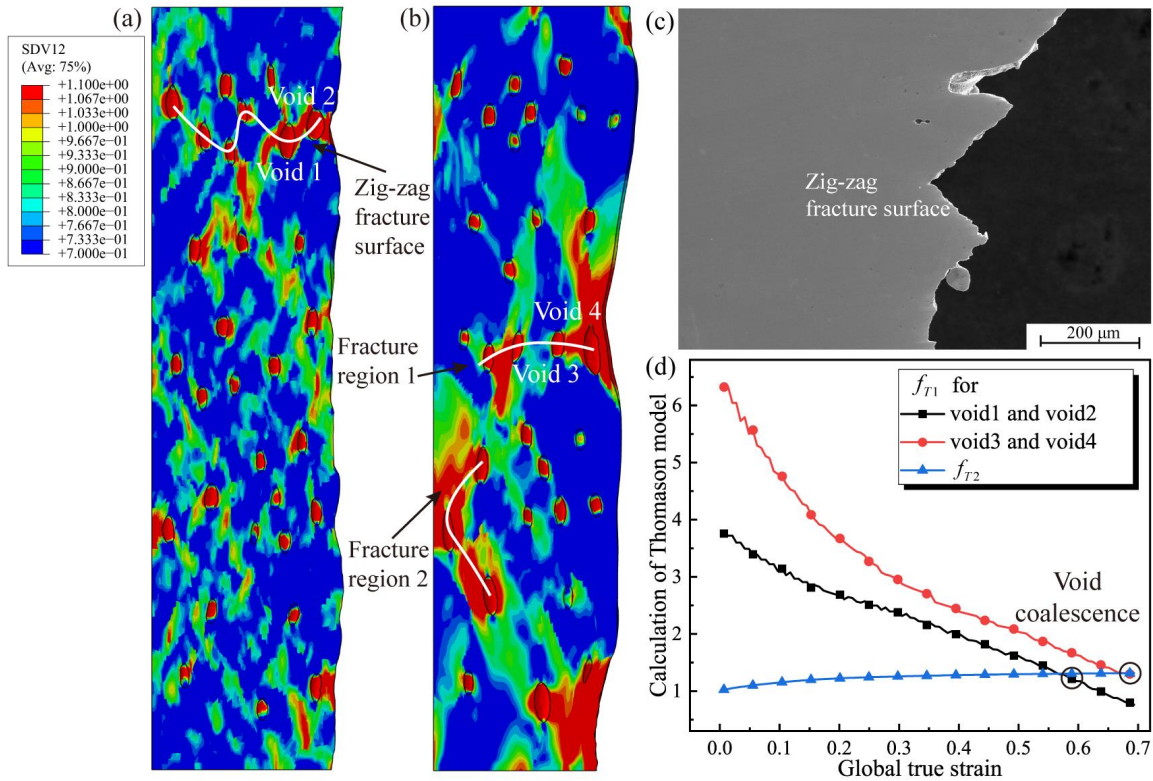 (a)
SDV12
(Avg: 75%)
+1.100e+00
+1.067e+00
+1.033e+00
+1.000e+00
+9.667e−01
+9.333e−01
+9.000e−01
+8.667e−01
+8.333e−01
+8.000e−01
+7.667e−01
+7.333e−01
+7.000e−01
Void 2
Void 1
Zig-zag
fracture
surface
(b)
Void 4
Void 3
Fracture
region 1
Fracture
region 2
(c)
Zig-zag
fracture surface
200 μm
(d)
Calculation of Thomason model
6
5
4
3
2
1
f_{T1} for
void1 and void2
void3 and void4
f_{T2}
Void
coalescence
0.0 0.1 0.2 0.3 0.4 0.5 0.6 0.7
Global true strain